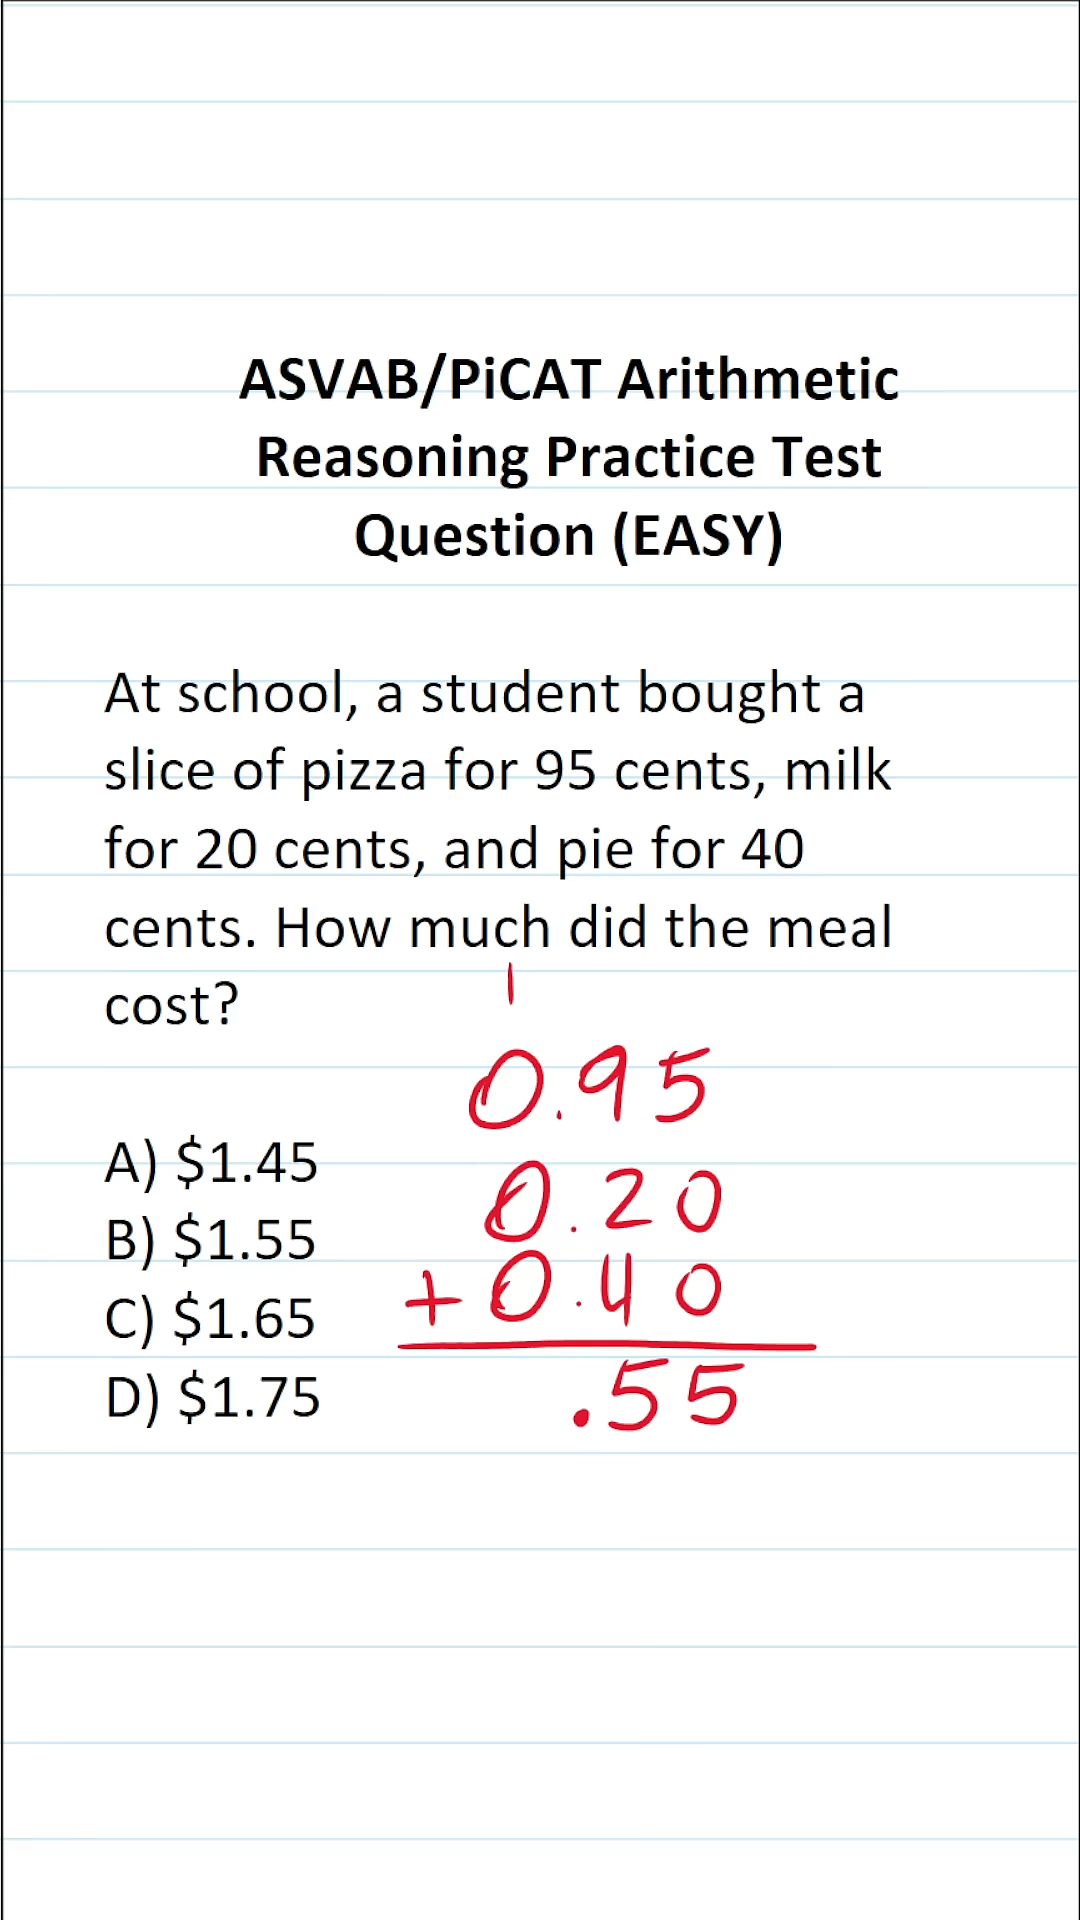 ASVAB/PiCAT Arithmetic
Reasoning Practice Test
Question (EASY)
At school, a student bought a
slice of pizza for 95 cents, milk
for 20 cents, and pie for 40
cents. How much did the meal
cost?
A) $1.45
B) $1.55
C) $1.65
D) $1.75
1
0.95
0.20
+ 0.40
.55